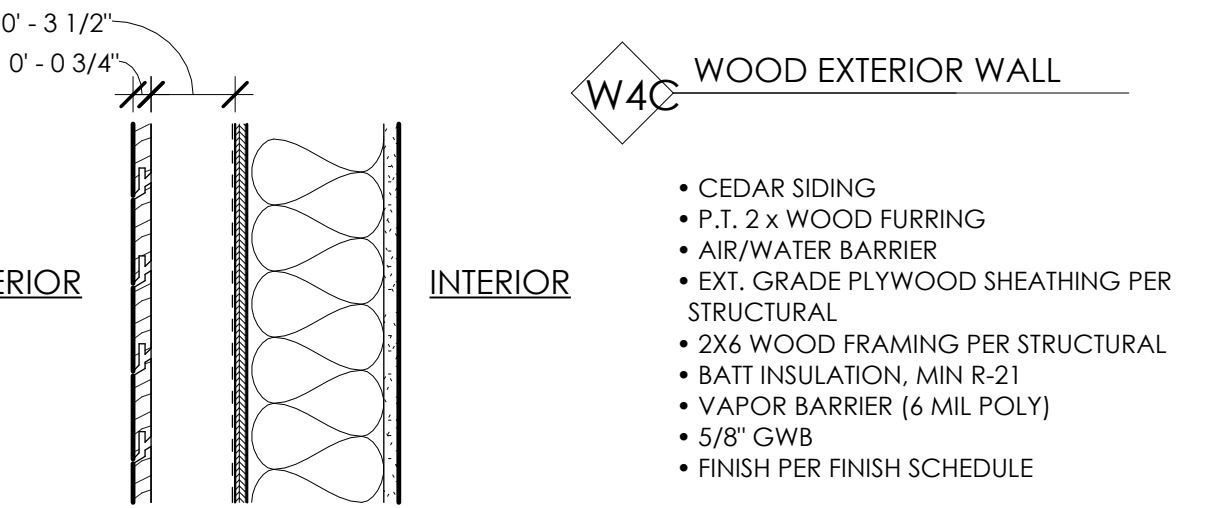 0' - 3 1/2"
0' - 0 3/4"
W4C
WOOD EXTERIOR WALL
ERIOR
INTERIOR
• CEDAR SIDING
• P.T. 2 x WOOD FURRING
• AIR/WATER BARRIER
• EXT. GRADE PLYWOOD SHEATHING PER
STRUCTURAL
• 2X6 WOOD FRAMING PER STRUCTURAL
• BATT INSULATION, MIN R-21
• VAPOR BARRIER (6 MIL POLY)
• 5/8" GWB
• FINISH PER FINISH SCHEDULE